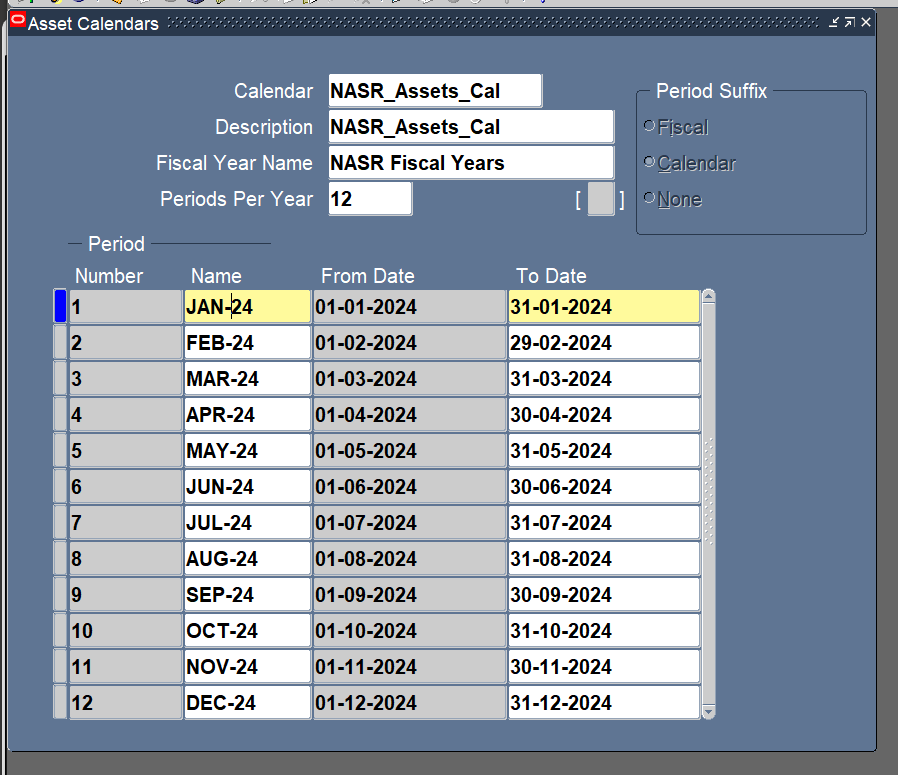 Asset Calendars
Calendar NASR_Assets_Cal
Description NASR_Assets_Cal
Fiscal Year Name NASR Fiscal Years
Periods Per Year 12 [ ]
Period Suffix
Fiscal
Calendar
None
Period
Number Name From Date To Date
1 JAN-24 01-01-2024 31-01-2024
2 FEB-24 01-02-2024 29-02-2024
3 MAR-24 01-03-2024 31-03-2024
4 APR-24 01-04-2024 30-04-2024
5 MAY-24 01-05-2024 31-05-2024
6 JUN-24 01-06-2024 30-06-2024
7 JUL-24 01-07-2024 31-07-2024
8 AUG-24 01-08-2024 31-08-2024
9 SEP-24 01-09-2024 30-09-2024
10 OCT-24 01-10-2024 31-10-2024
11 NOV-24 01-11-2024 30-11-2024
12 DEC-24 01-12-2024 31-12-2024